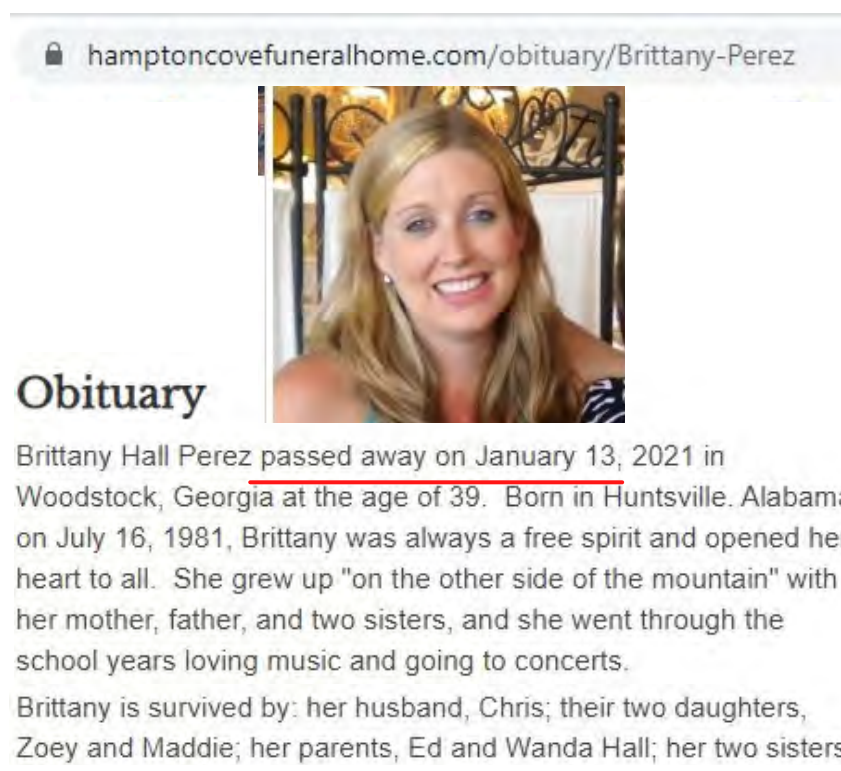 hamptoncovefuneralhome.com/obituary/Brittany-Perez
Obituary
Brittany Hall Perez passed away on January 13, 2021 in
Woodstock, Georgia at the age of 39. Born in Huntsville. Alabama
on July 16, 1981, Brittany was always a free spirit and opened her
heart to all. She grew up "on the other side of the mountain" with
her mother, father, and two sisters, and she went through the
school years loving music and going to concerts.
Brittany is survived by: her husband, Chris; their two daughters,
Zoey and Maddie; her parents, Ed and Wanda Hall; her two sisters